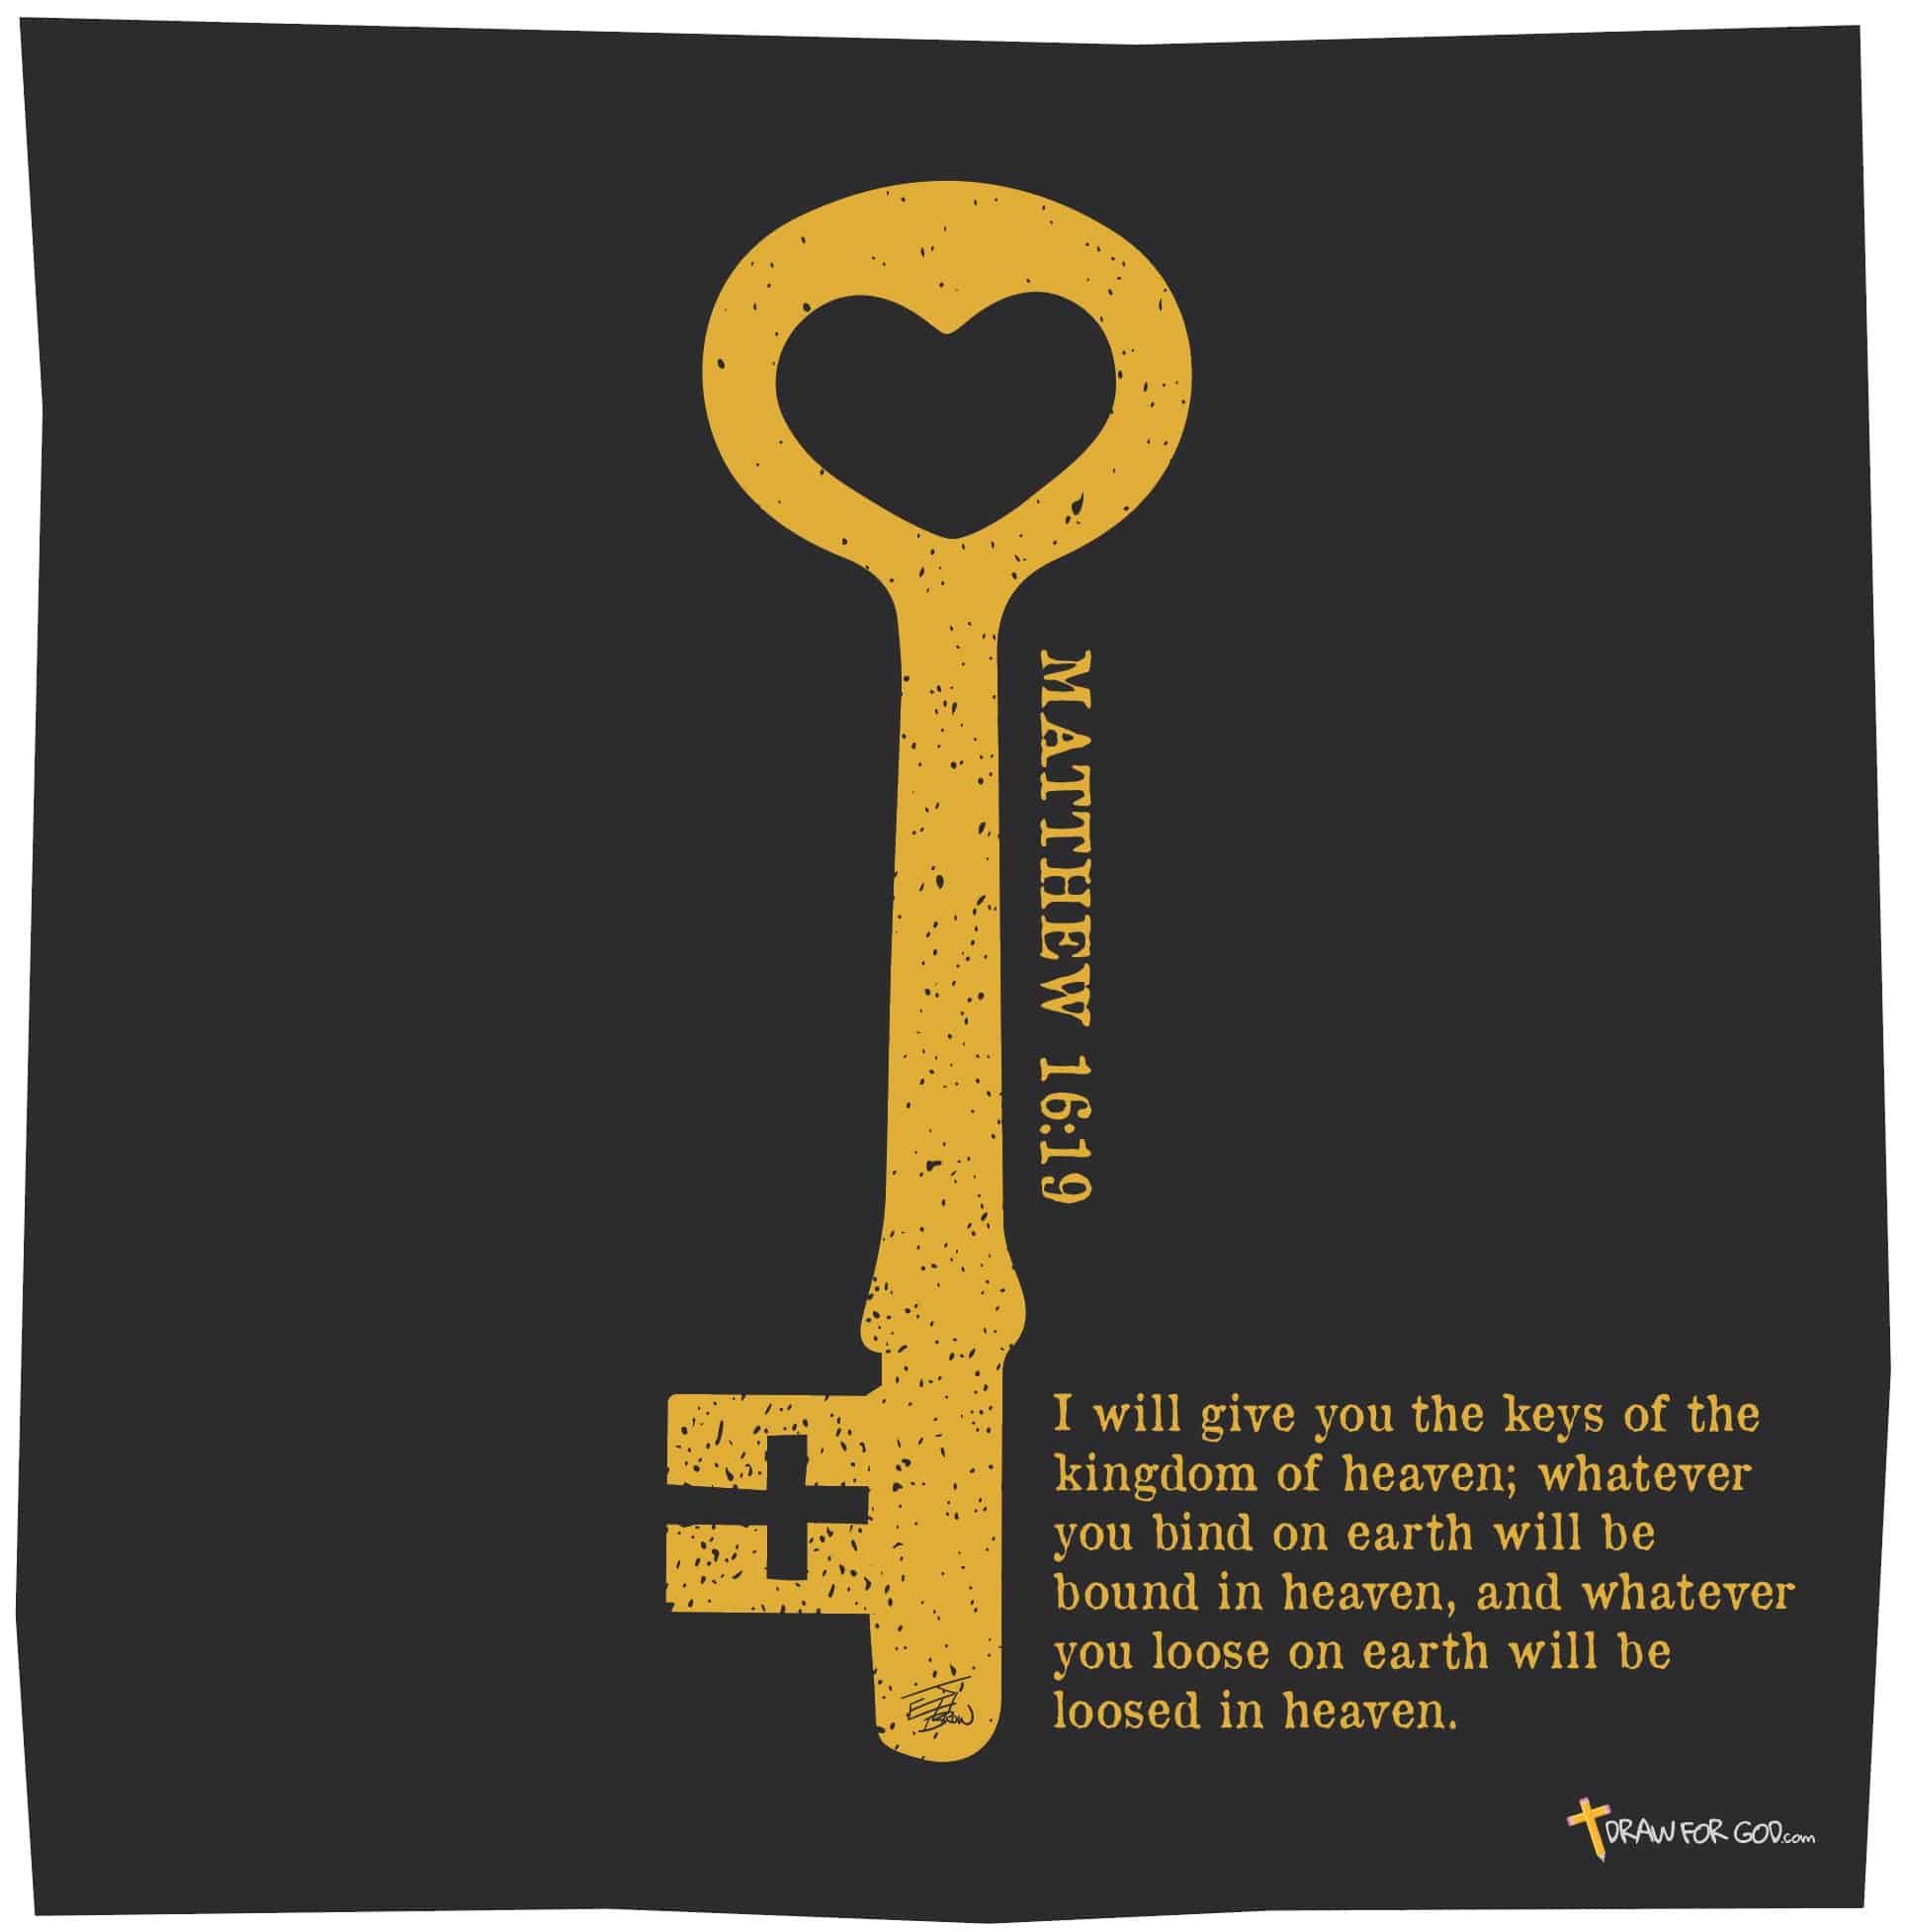 MATTHEW 16:19
I will give you the keys of the
kingdom of heaven; whatever
you bind on earth will be
bound in heaven, and whatever
you loose on earth will be
loosed in heaven.
DRAW FOR GOD.com